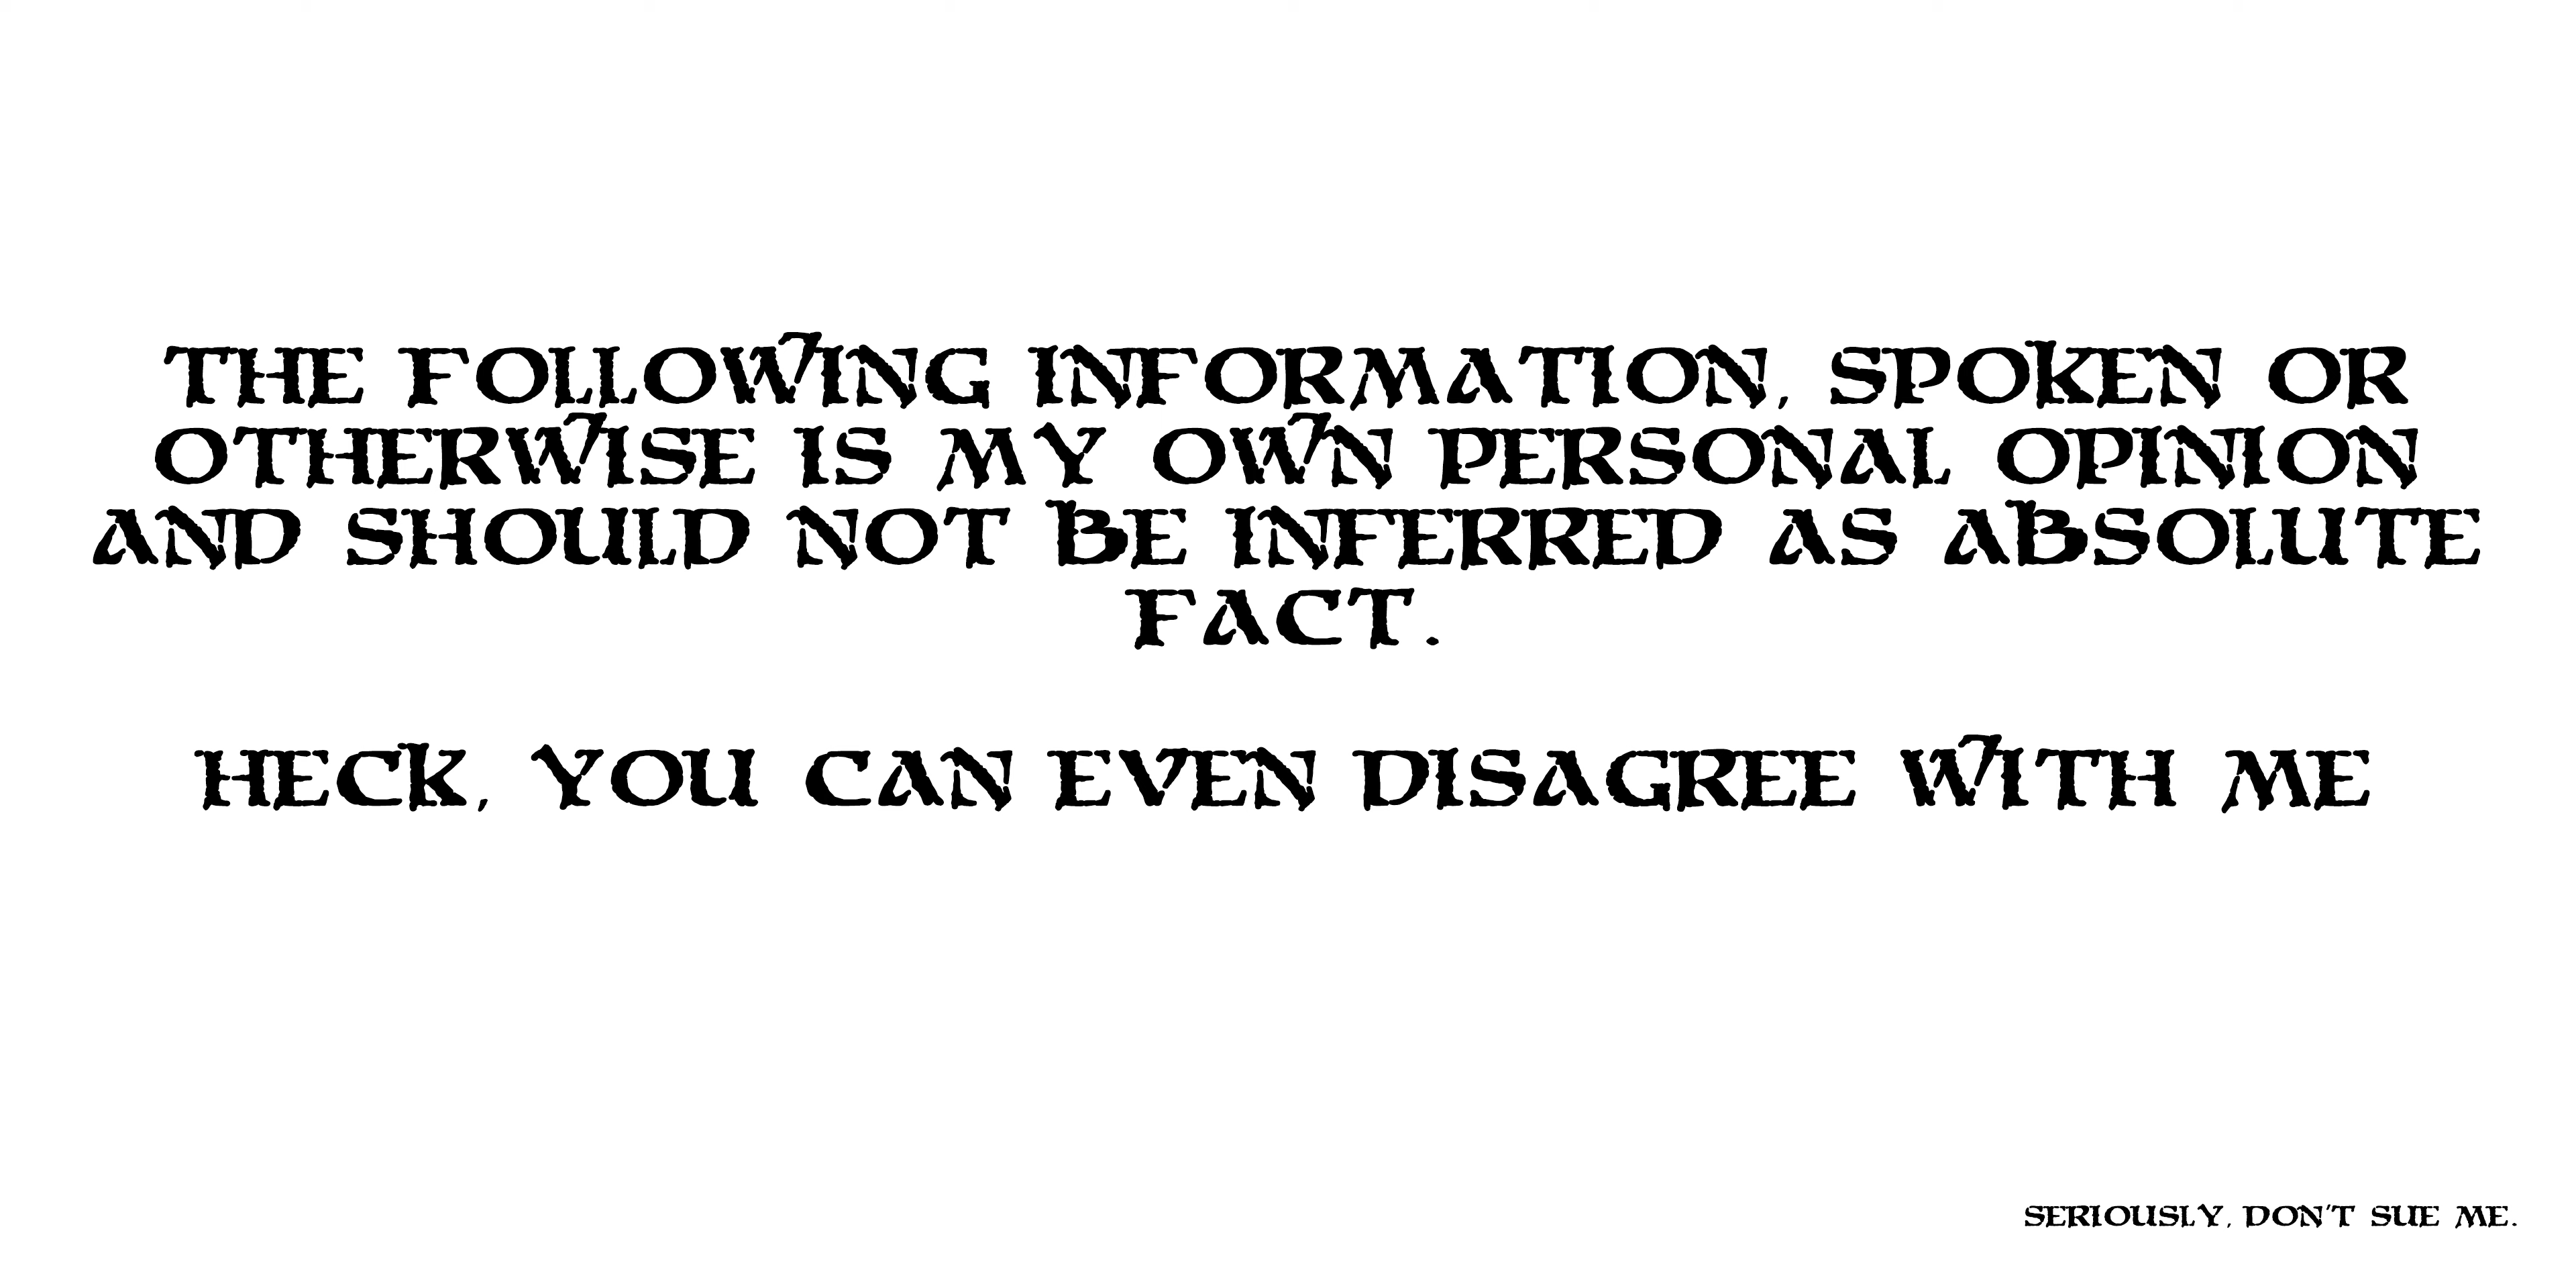 THE FOLLOWING INFORMATION, SPOKEN OR
OTHERWISE IS MY OWN PERSONAL OPINION
AND SHOULD NOT BE INFERRED AS ABSOLUTE
FACT.
HECK, YOU CAN EVEN DISAGREE WITH ME
SERIOUSLY, DON'T SUE ME.